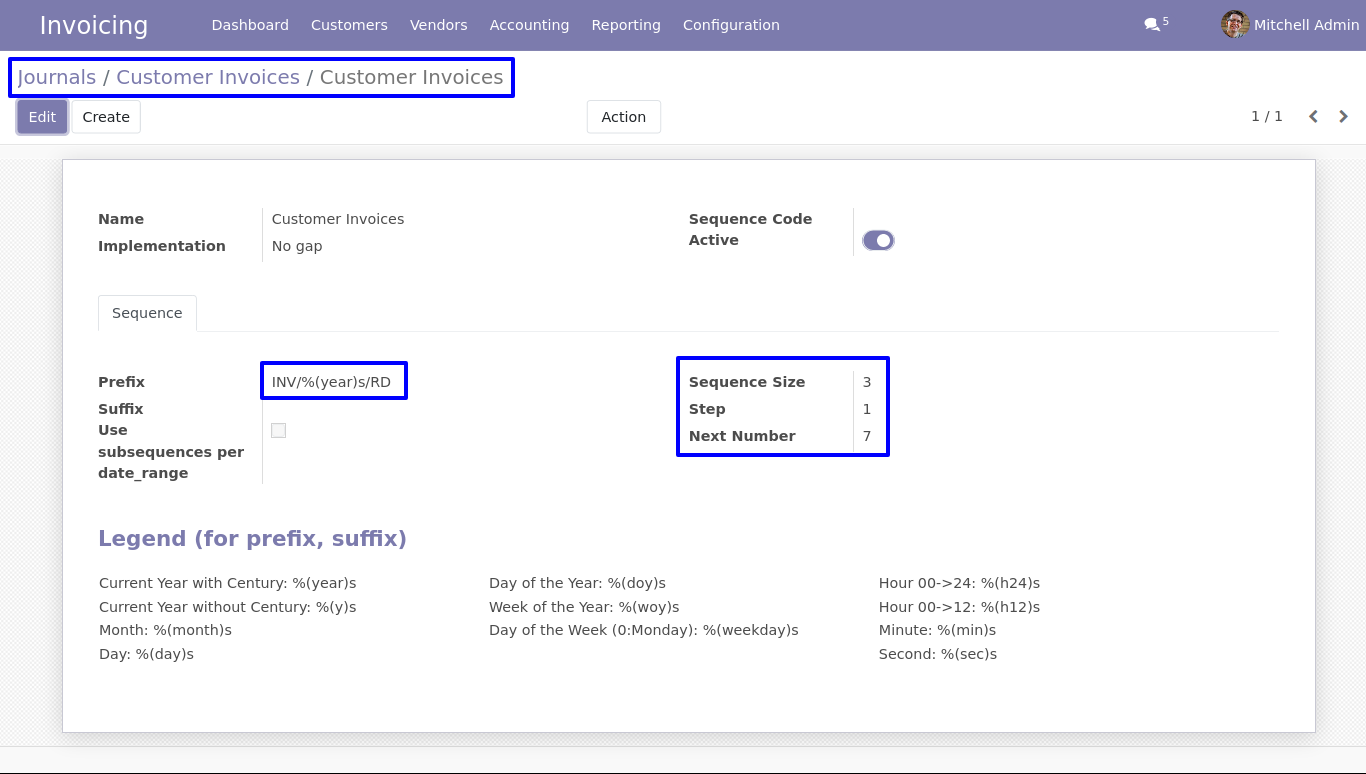 Invoicing Dashboard Customers Vendors Accounting Reporting Configuration 5 Mitchell Admin
Journals / Customer Invoices / Customer Invoices
Edit Create Action 1 / 1
Name Customer Invoices
Implementation No gap
Sequence Code
Active
Sequence
Prefix INV/%(year)s/RD
Suffix
Use
subsequences per
date_range
Sequence Size 3
Step 1
Next Number 7
Legend (for prefix, suffix)
Current Year with Century: %(year)s
Current Year without Century: %(y)s
Month: %(month)s
Day: %(day)s
Day of the Year: %(doy)s
Week of the Year: %(woy)s
Day of the Week (0:Monday): %(weekday)s
Hour 00->24: %(h24)s
Hour 00->12: %(h12)s
Minute: %(min)s
Second: %(sec)s